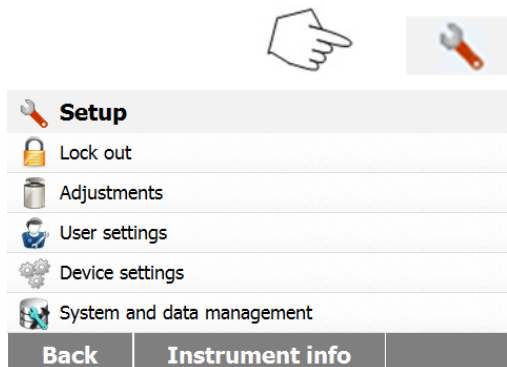 Setup
Lock out
Adjustments
User settings
Device settings
System and data management
Back Instrument info